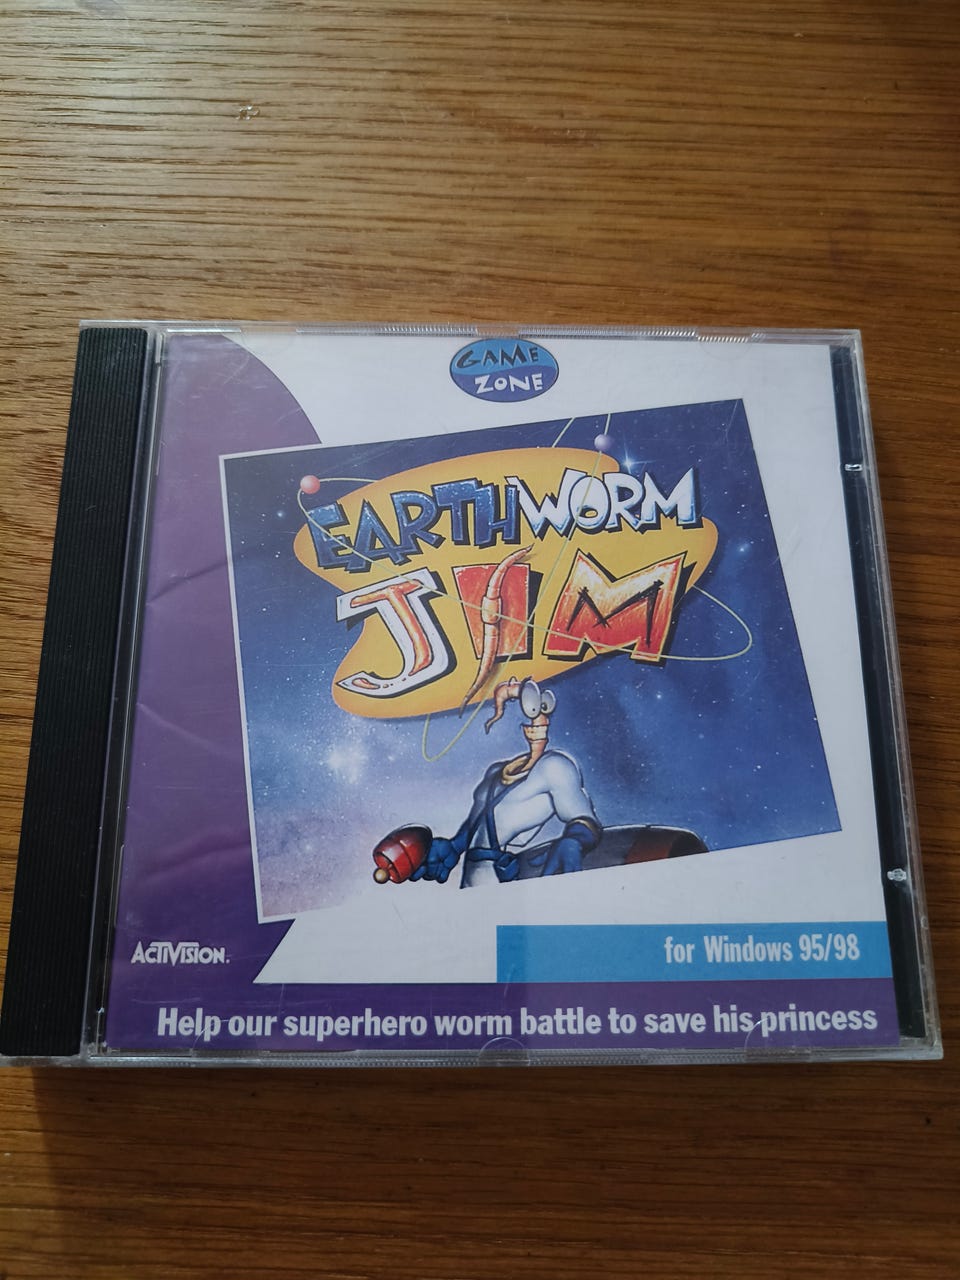 GAME
ZONE
EARTHWORM
JIM
for Windows 95/98
ACTIVISION.
Help our superhero worm battle to save his princess